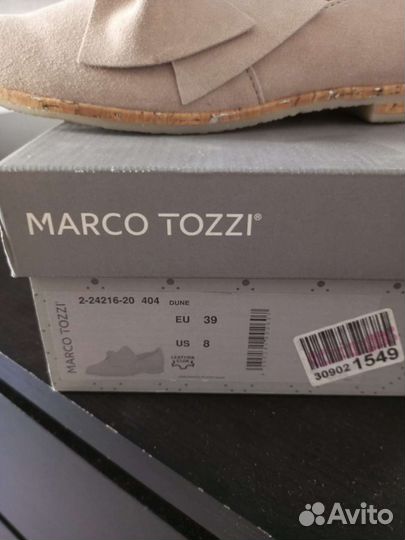 MARCO TOZZI®
2-24216-20 404 DUNE
MARCO TOZZI
EU 39
US 8
30902 1549
Avito